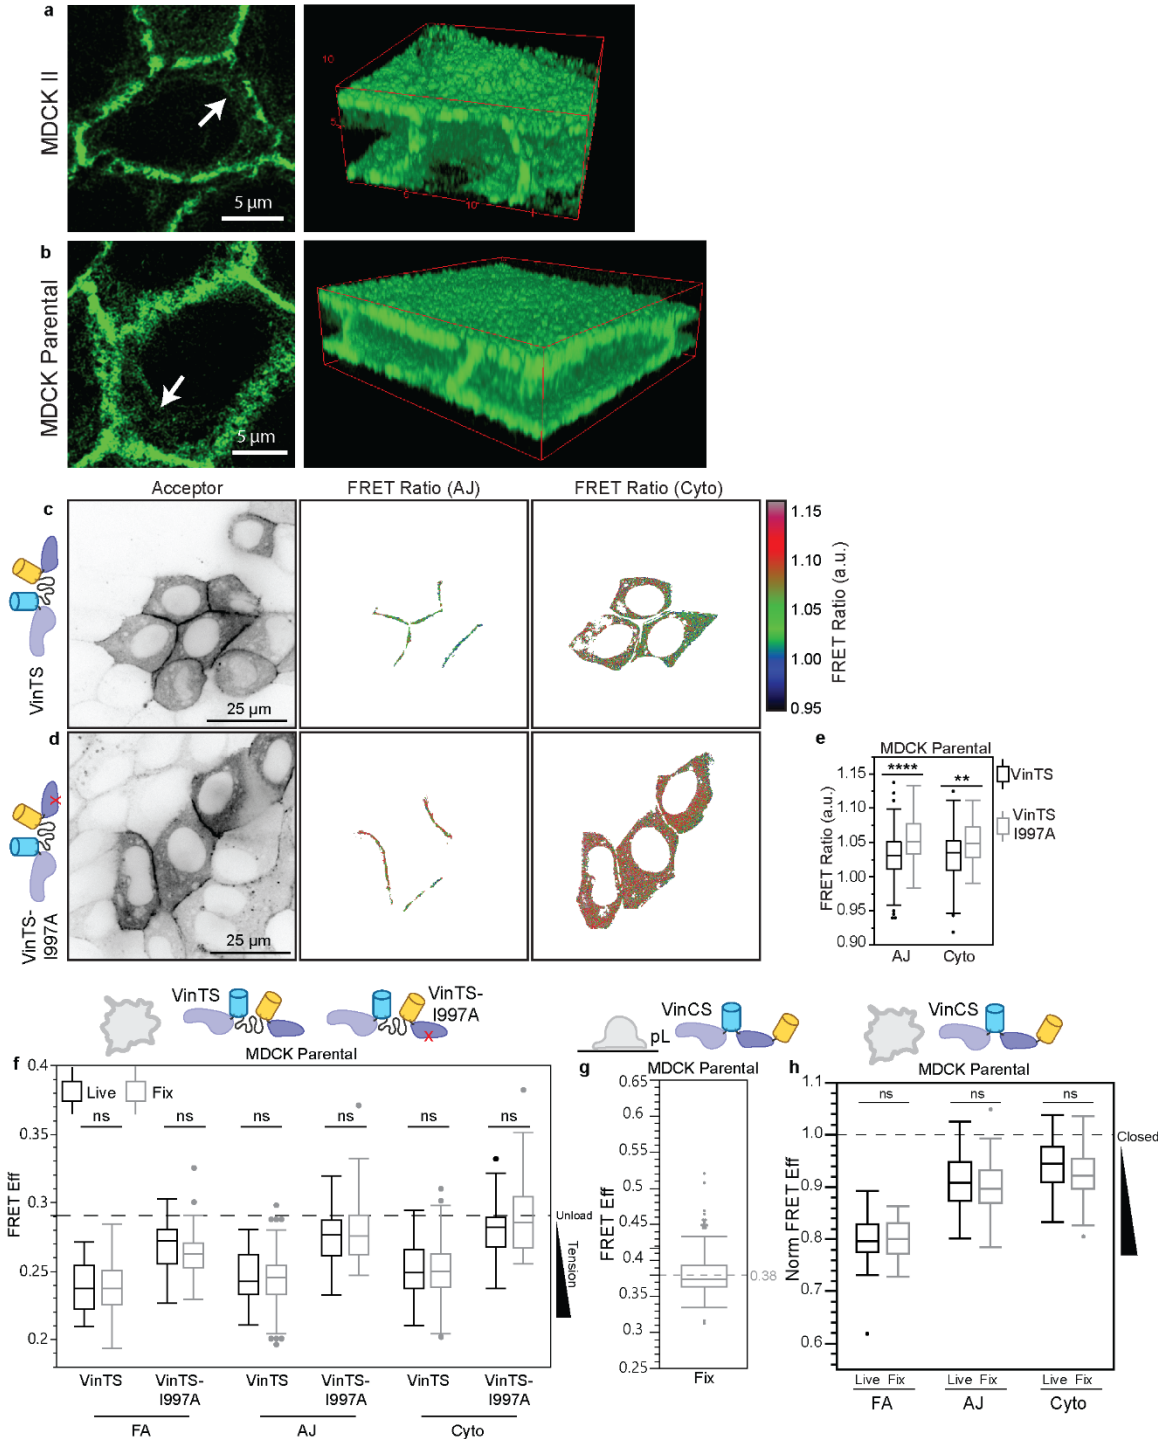 a
MDCK II
5 µm
10
5
5
10
b
MDCK Parental
5 µm
Acceptor
FRET Ratio (AJ)
FRET Ratio (Cyto)
c
VinTS
25 µm
1.15
1.10
1.05
1.00
0.95
FRET Ratio (a.u.)
d
VinTS-
I997A
25 µm
e
MDCK Parental
****
**
VinTS
VinTS
I997A
1.15
1.10
1.05
1.00
0.95
0.90
FRET Ratio (a.u.)
AJ
Cyto
VinTS
VinTS-
I997A
x
f
MDCK Parental
Live
Fix
ns
ns
ns
ns
ns
ns
0.4
0.35
0.3
0.25
0.2
FRET Eff
Unload
Tension
VinTS
VinTS-
I997A
VinTS
VinTS-
I997A
VinTS
VinTS-
I997A
FA
AJ
Cyto
pL
VinCS
g
MDCK Parental
0.65
0.6
0.55
0.5
0.45
0.4
0.35
0.3
0.25
FRET Eff
0.38
Fix
VinCS
h
MDCK Parental
ns
ns
ns
1.1
1.0
0.9
0.8
0.7
0.6
Norm FRET Eff
Closed
Live Fix
Live Fix
Live Fix
FA
AJ
Cyto